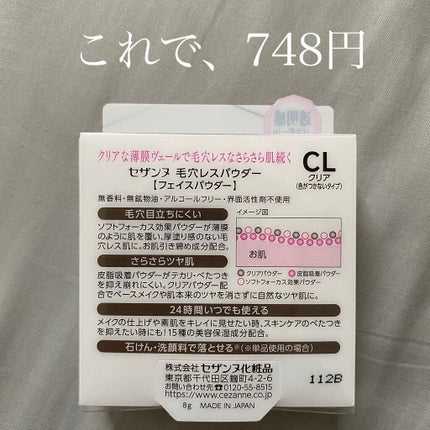 これで、748円
透明感
クリアな薄膜ヴェールで毛穴レスなさらさら肌続く
セザンヌ 毛穴レスパウダー
【フェイスパウダー】
CL
クリア
(色がつかないタイプ)
無香料・無鉱物油・アルコールフリー・界面活性剤不使用
毛穴目立ちにくい
ソフトフォーカス効果パウダーが薄膜
のように肌を覆い、厚塗り感のない毛
穴レス肌に。お肌引き締め成分配合。
さらさらツヤ肌
皮脂吸着パウダーがテカリ・べたつき
を抑え崩れにくい。クリアパウダー配
合でベースメイクや肌本来のツヤを消さずに自然なツヤ肌に。
イメージ図
お肌
クリアパウダー
皮脂吸着パウダー
ソフトフォーカス効果パウダー
24時間いつでも使える
メイクの仕上げや素肌をキレイに見せたい時、スキンケアのべたつき
を抑えたい時にも!15種の美容保湿成分配合。
石けん・洗顔料で落とせる※(※単品使用の場合)
株式会社 セザンヌ化粧品
東京都千代田区麹町4-2-6
お問い合わせ先 0120-55-8515
https://www.cezanne.co.jp
8g MADE IN JAPAN
112B